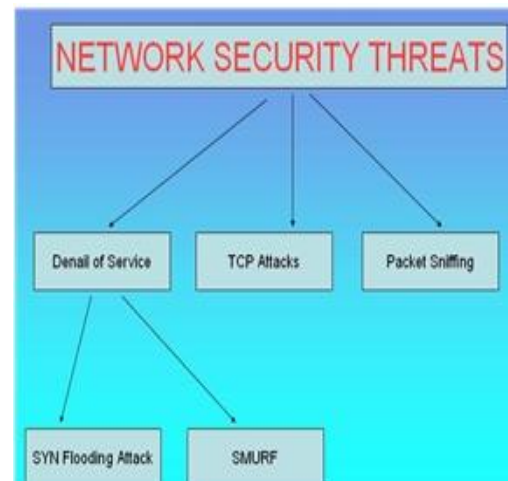 NETWORK SECURITY THREATS
Denail of Service
TCP Attacks
Packet Sniffing
SYN Flooding Attack
SMURF